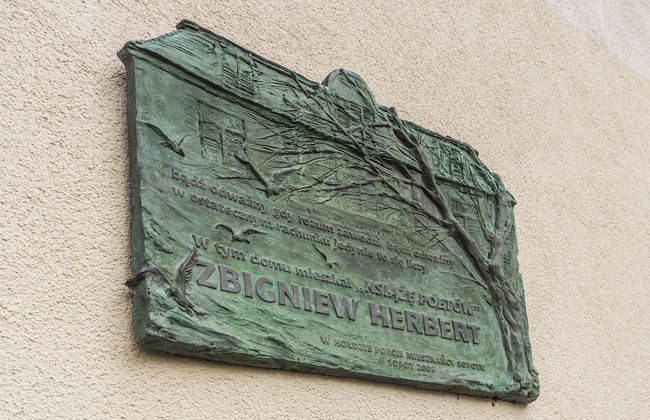 bądź odważny gdy rozum zawodzi bądź odważny
w ostatecznym rachunku jedynie to się liczy
W tym domu mieszkał „KSIĄŻĘ POETÓW”
ZBIGNIEW HERBERT
W HOŁDZIE POECIE MIESZKAŃCY SOPOTU
SOPOT 2008